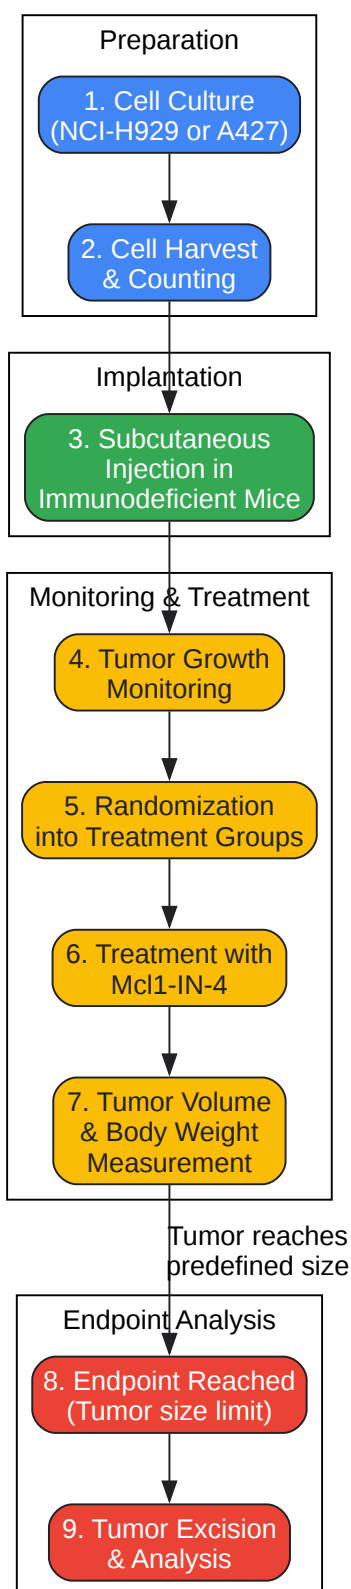 Preparation
1. Cell Culture
(NCI-H929 or A427)
2. Cell Harvest
& Counting
Implantation
3. Subcutaneous
Injection in
Immunodeficient Mice
Monitoring & Treatment
4. Tumor Growth
Monitoring
5. Randomization
into Treatment Groups
6. Treatment with
Mcl1-IN-4
7. Tumor Volume
& Body Weight
Measurement
Tumor reaches
predefined size
Endpoint Analysis
8. Endpoint Reached
(Tumor size limit)
9. Tumor Excision
& Analysis